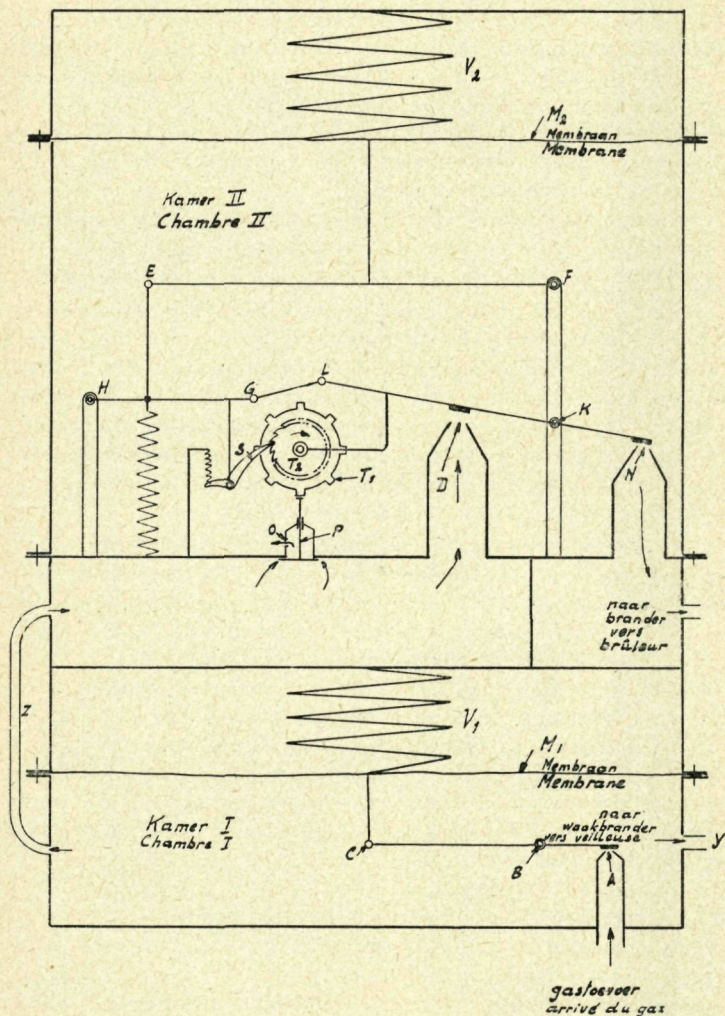 V2
M2
Membraan
Membrane
Kamer II
Chambre II
E
F
H
G
L
K
S
T2
T1
D
N
O
P
naar
brander
vers
brûleur
Z
V1
M1
Membraan
Membrane
Kamer I
Chambre I
naar
waakbrander
vers veilleuse
Y
C
B
A
gastoevoer
arrivé du gaz